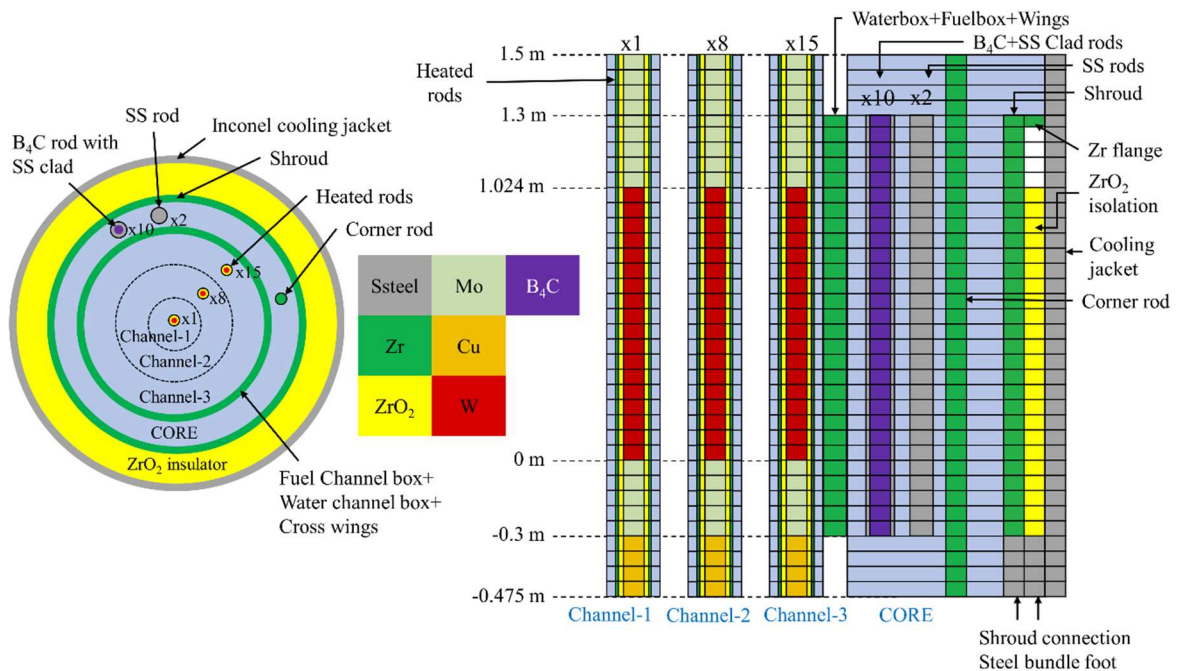 SS rod
B₄C rod with
SS clad
Inconel cooling jacket
Shroud
Heated rods
Corner rod
x10
x2
x15
x8
x1
Channel-1
Channel-2
Channel-3
CORE
ZrO₂ insulator
Fuel Channel box+
Water channel box+
Cross wings
Ssteel
Mo
B₄C
Zr
Cu
ZrO₂
W
Waterbox+Fuelbox+Wings
B₄C+SS Clad rods
SS rods
Shroud
Zr flange
ZrO₂
isolation
Cooling
jacket
Corner rod
Heated
rods
x1
x8
x15
x10
x2
1.5 m
1.3 m
1.024 m
0 m
-0.3 m
-0.475 m
Channel-1
Channel-2
Channel-3
CORE
Shroud connection
Steel bundle foot